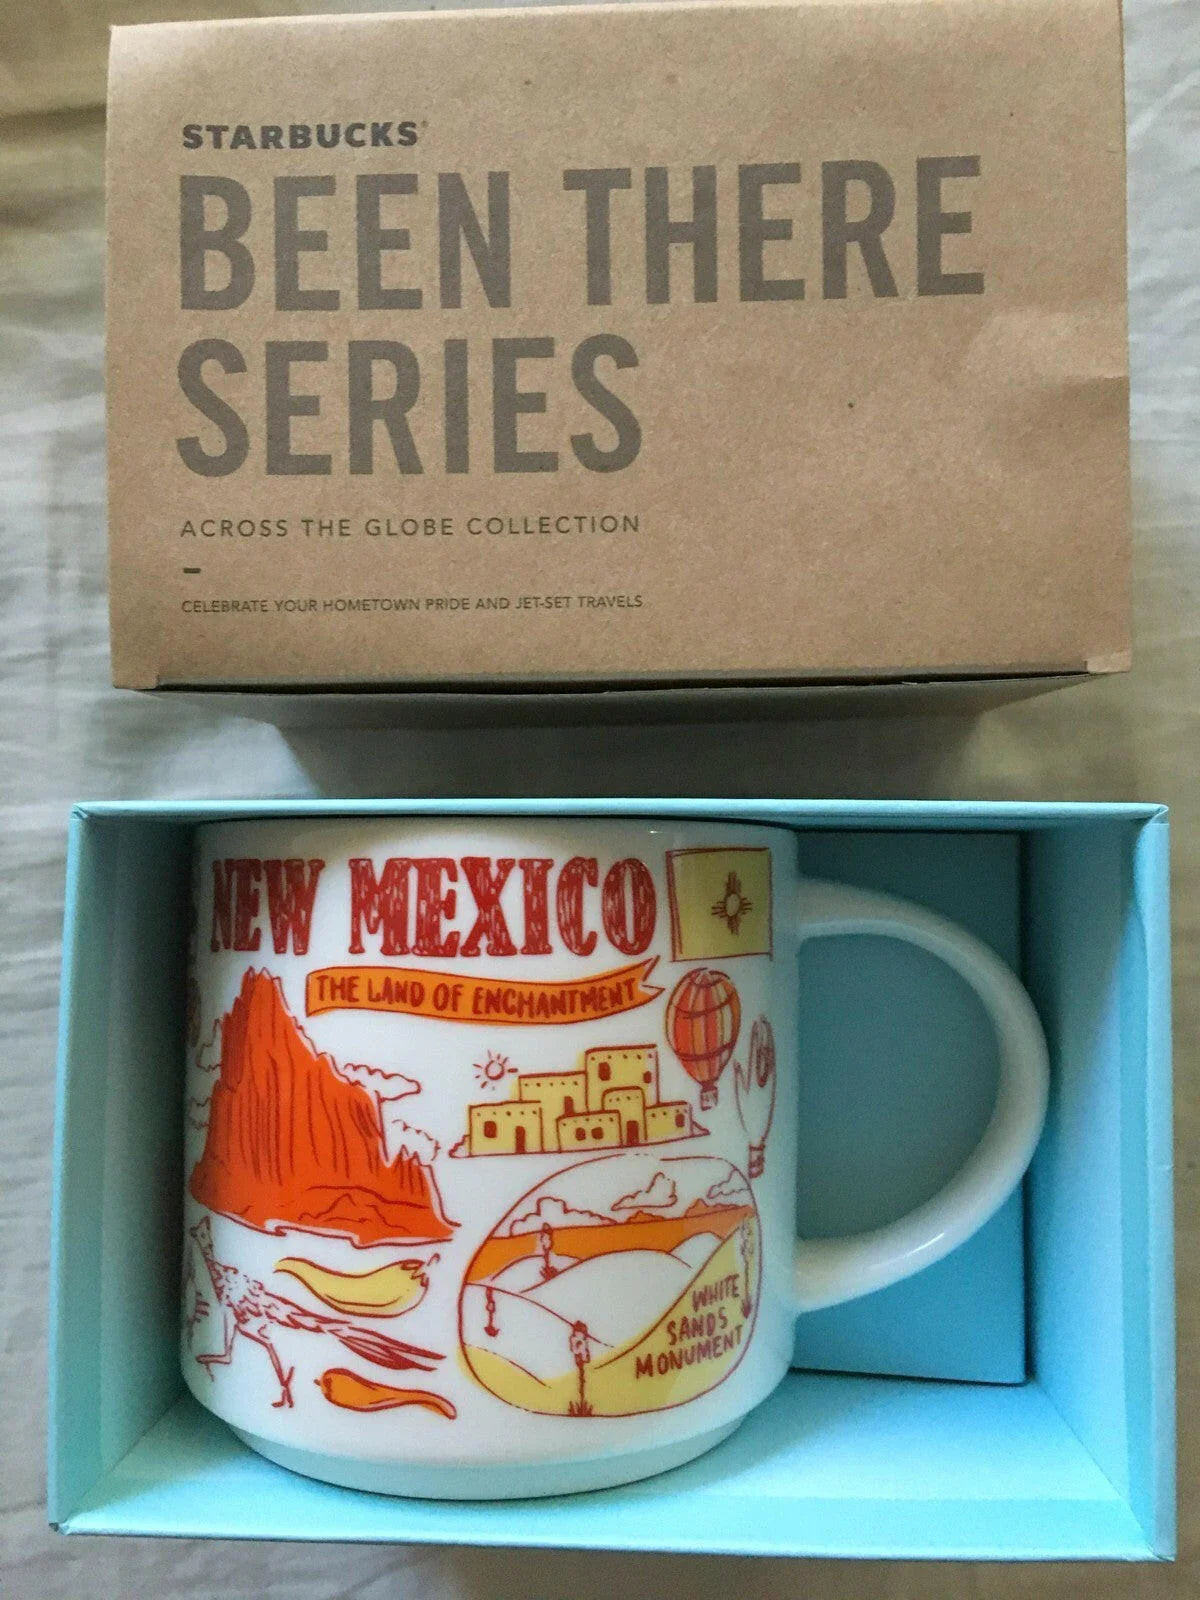 STARBUCKS®
BEEN THERE
SERIES
ACROSS THE GLOBE COLLECTION
CELEBRATE YOUR HOMETOWN PRIDE AND JET-SET TRAVELS
NEW MEXICO
THE LAND OF ENCHANTMENT
WHITE
SANDS
MONUMENT